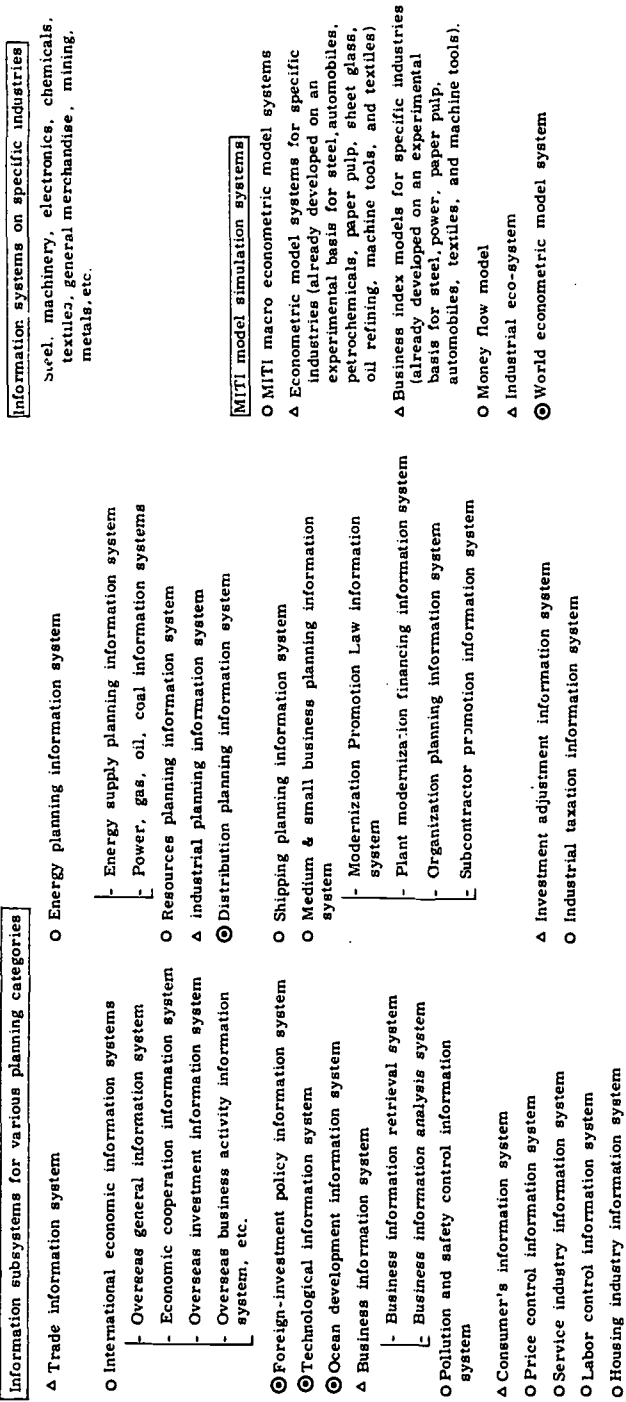 Information subsystems for various planning categories
△ Trade information system
○ International economic information systems
- Overseas general information system
- Economic cooperation information system
- Overseas investment information system
- Overseas business activity information
system, etc.
◎ Foreign-investment policy information system
◎ Technological information system
◎ Ocean development information system
△ Business information system
- Business information retrieval system
- Business information analysis system
○ Pollution and safety control information
system
△ Consumer's information system
○ Price control information system
○ Service industry information system
○ Labor control information system
○ Housing industry information system
○ Energy planning information system
- Energy supply planning information system
- Power, gas, oil, coal information systems
○ Resources planning information system
△ industrial planning information system
◎ Distribution planning information system
○ Shipping planning information system
○ Medium & small business planning information
system
- Modernization Promotion Law information
system
- Plant modernization financing information system
- Organization planning information system
- Subcontractor promotion information system
△ Investment adjustment information system
○ Industrial taxation information system
Information systems on specific industries
Steel, machinery, electronics, chemicals,
textiles, general merchandise, mining,
metals, etc.
MITI model simulation systems
○ MITI macro econometric model systems
△ Econometric model systems for specific
industries (already developed on an
experimental basis for steel, automobiles,
petrochemicals, paper pulp, sheet glass,
oil refining, machine tools, and textiles)
△ Business index models for specific industries
(already developed on an experimental
basis for steel, power, paper pulp,
automobiles, textiles, and machine tools).
○ Money flow model
△ Industrial eco-system
◎ World econometric model system